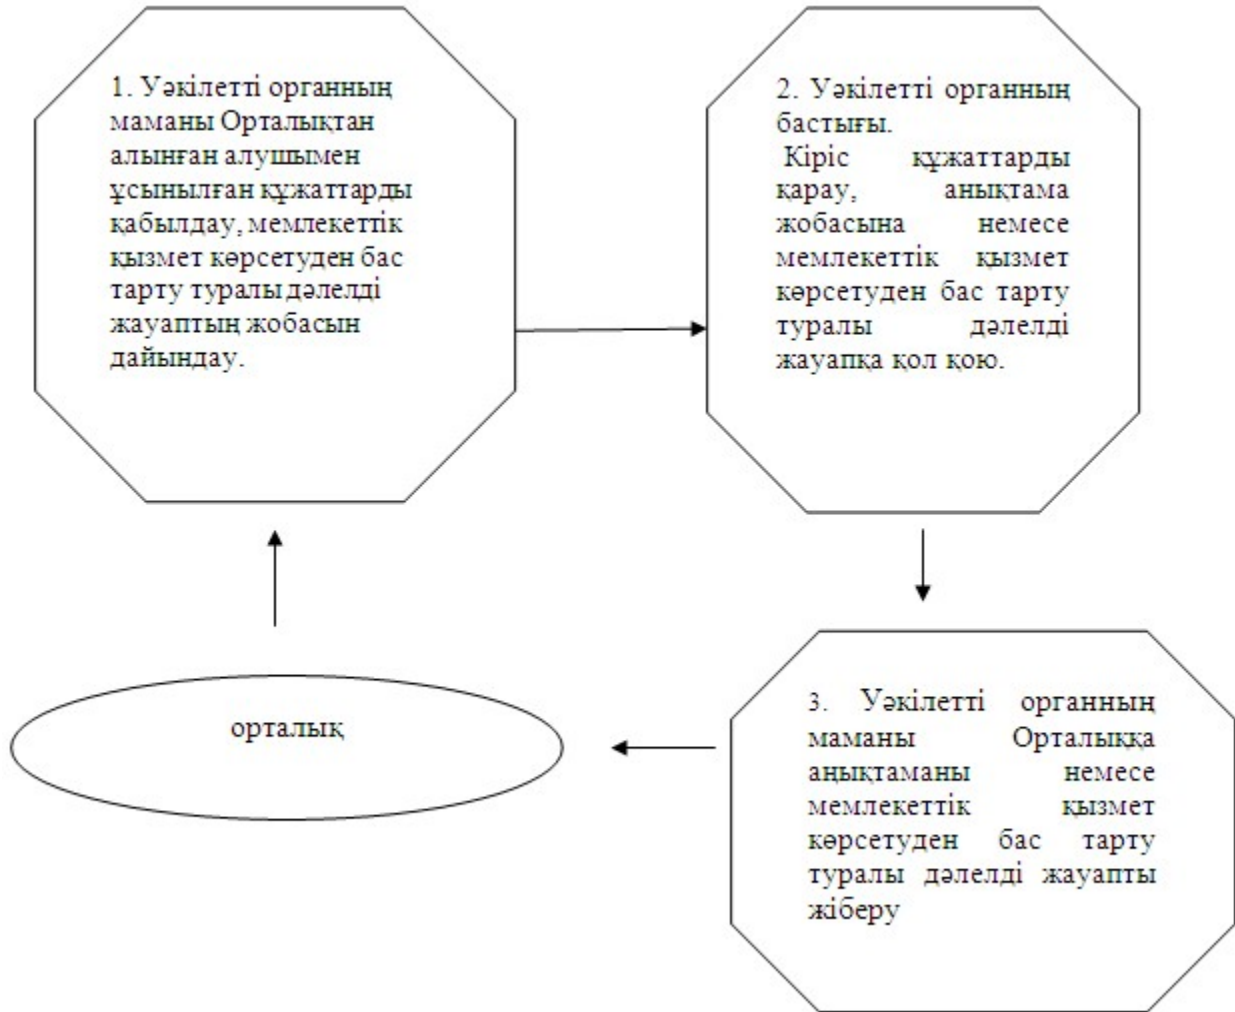 1. Уәкілетті органның
маманы Орталықтан
алынған алушымен
ұсынылған құжаттарды
қабылдау, мемлекеттік
қызмет көрсетуден бас
тарту туралы дәлелді
жауаптың жобасын
дайындау.
2. Уәкілетті органның
бастығы.
Кіріс құжаттарды
қарау, анықтама
жобасына немесе
мемлекеттік қызмет
көрсетуден бас тарту
туралы дәлелді
жауапқа қол қою.
3. Уәкілетті органның
маманы Орталыққа
аңықтаманы немесе
мемлекеттік қызмет
көрсетуден бас тарту
туралы дәлелді жауапты
жіберу
орталық